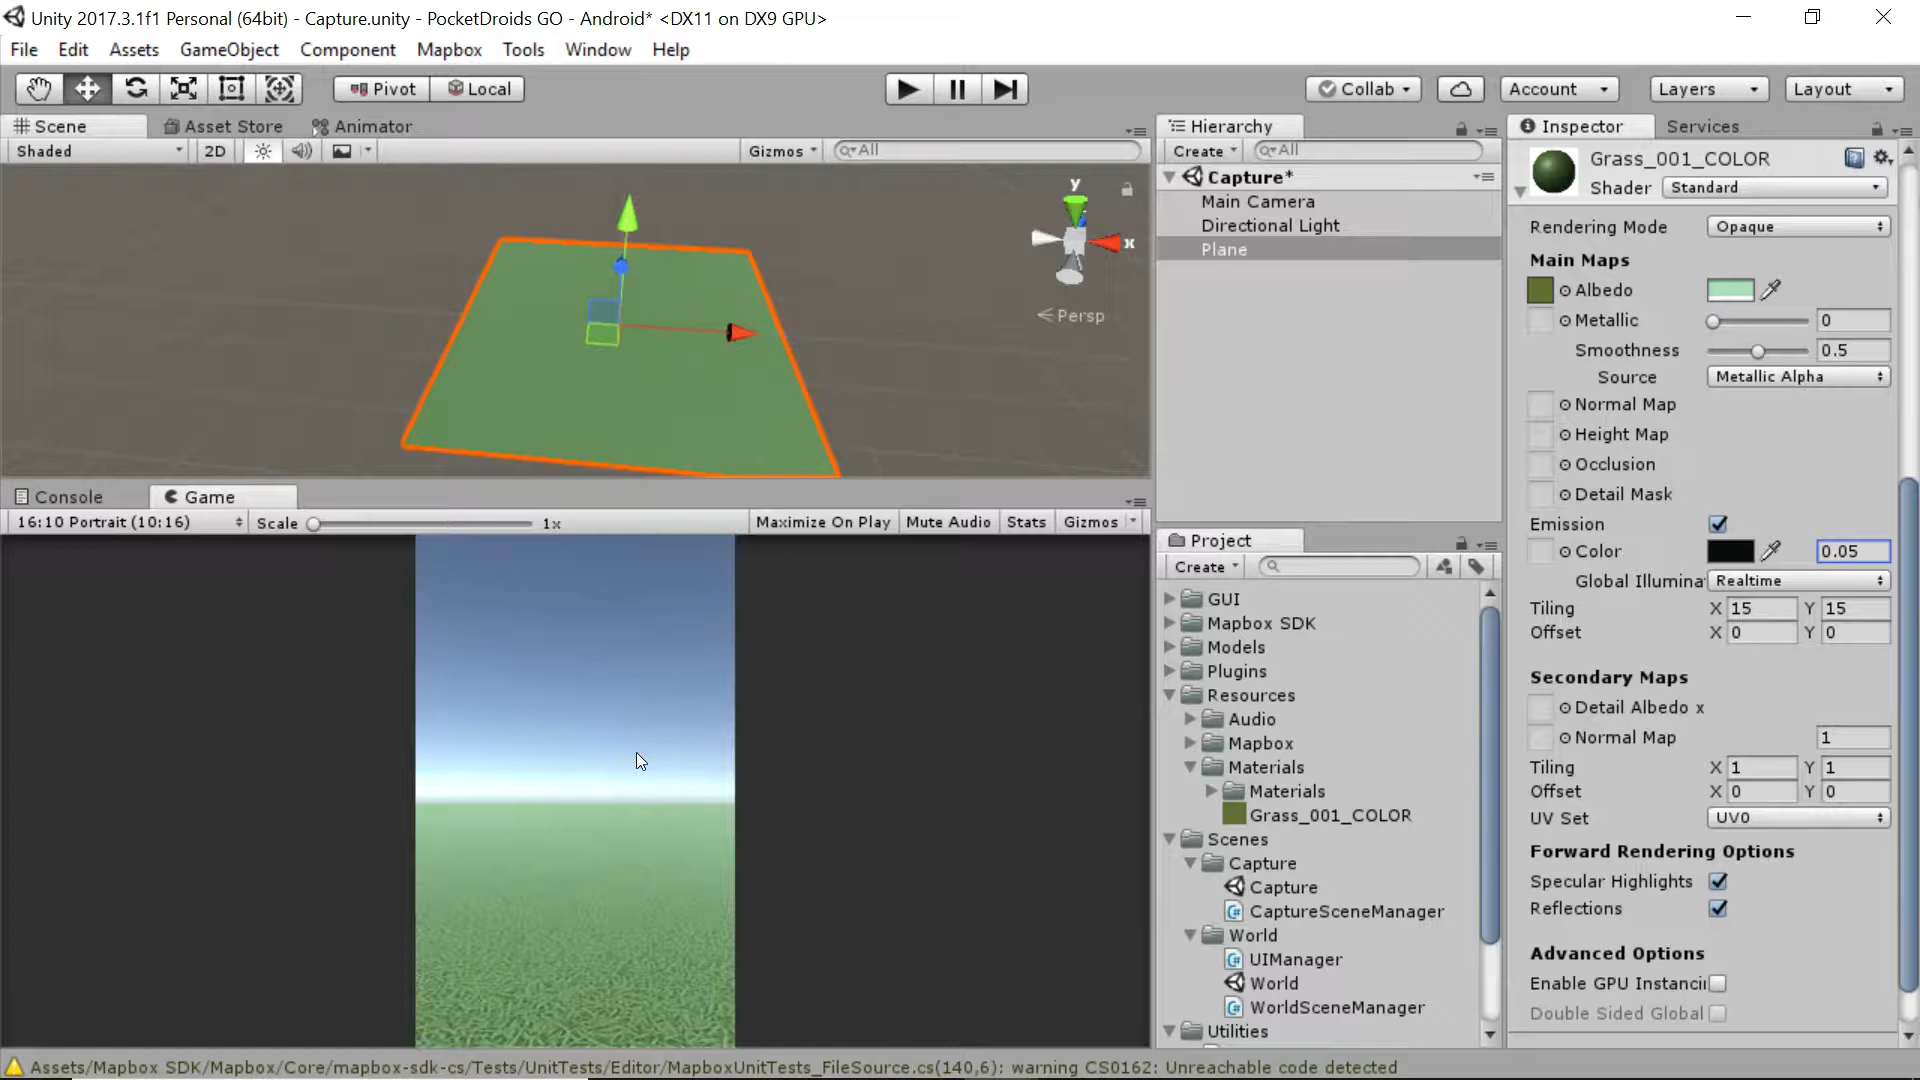 Unity 2017.3.1f1 Personal (64bit) - Capture.unity - PocketDroids GO - Android* <DX11 on DX9 GPU>
File Edit Assets GameObject Component Mapbox Tools Window Help
Pivot Local Collab Account Layers Layout
Scene Asset Store Animator
Shaded 2D Gizmos All
y
x
Persp
Console Game
16:10 Portrait (10:16) Scale 1x Maximize On Play Mute Audio Stats Gizmos
Hierarchy
Create All
Capture*
Main Camera
Directional Light
Plane
Project
Create
GUI
Mapbox SDK
Models
Plugins
Resources
Audio
Mapbox
Materials
Materials
Grass_001_COLOR
Scenes
Capture
Capture
CaptureSceneManager
World
UIManager
World
WorldSceneManager
Utilities
Inspector Services
Grass_001_COLOR
Shader Standard
Rendering Mode Opaque
Main Maps
Albedo
Metallic 0
Smoothness 0.5
Source Metallic Alpha
Normal Map
Height Map
Occlusion
Detail Mask
Emission
Color 0.05
Global Illumina Realtime
Tiling X 15 Y 15
Offset X 0 Y 0
Secondary Maps
Detail Albedo x
Normal Map 1
Tiling X 1 Y 1
Offset X 0 Y 0
UV Set UV0
Forward Rendering Options
Specular Highlights
Reflections
Advanced Options
Enable GPU Instanci
Double Sided Global
Assets/Mapbox SDK/Mapbox/Core/mapbox-sdk-cs/Tests/UnitTests/Editor/MapboxUnitTests_FileSource.cs(140,6): warning CS0162: Unreachable code detected